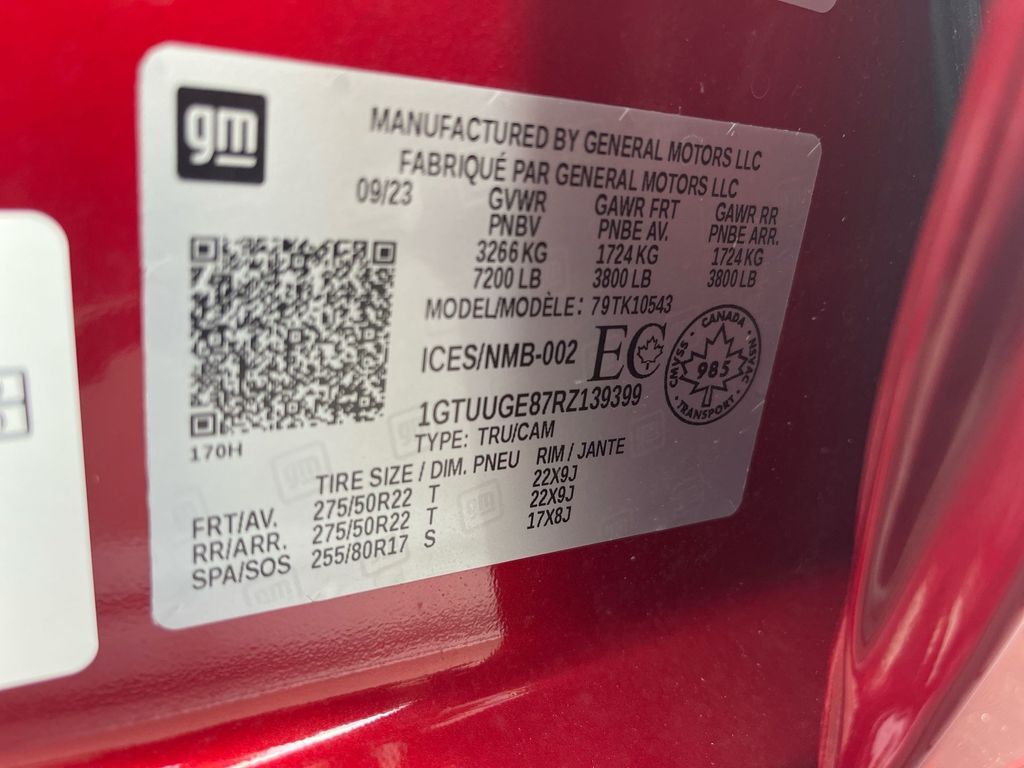 gm
MANUFACTURED BY GENERAL MOTORS LLC
FABRIQUÉ PAR GENERAL MOTORS LLC
09/23 GVWR GAWR FRT GAWR RR
PNBV PNBE AV. PNBE ARR.
3266 KG 1724 KG 1724 KG
7200 LB 3800 LB 3800 LB
MODEL/MODÈLE: 79TK10543
ICES/NMB-002 EC
CANADA
CMVSS 985 NSVAC
TRANSPORT
1GTUUGE87RZ139399
170H
TYPE: TRU/CAM
TIRE SIZE / DIM. PNEU RIM / JANTE
FRT/AV. 275/50R22 T 22X9J
RR/ARR. 275/50R22 T 22X9J
SPA/SOS 255/80R17 S 17X8J